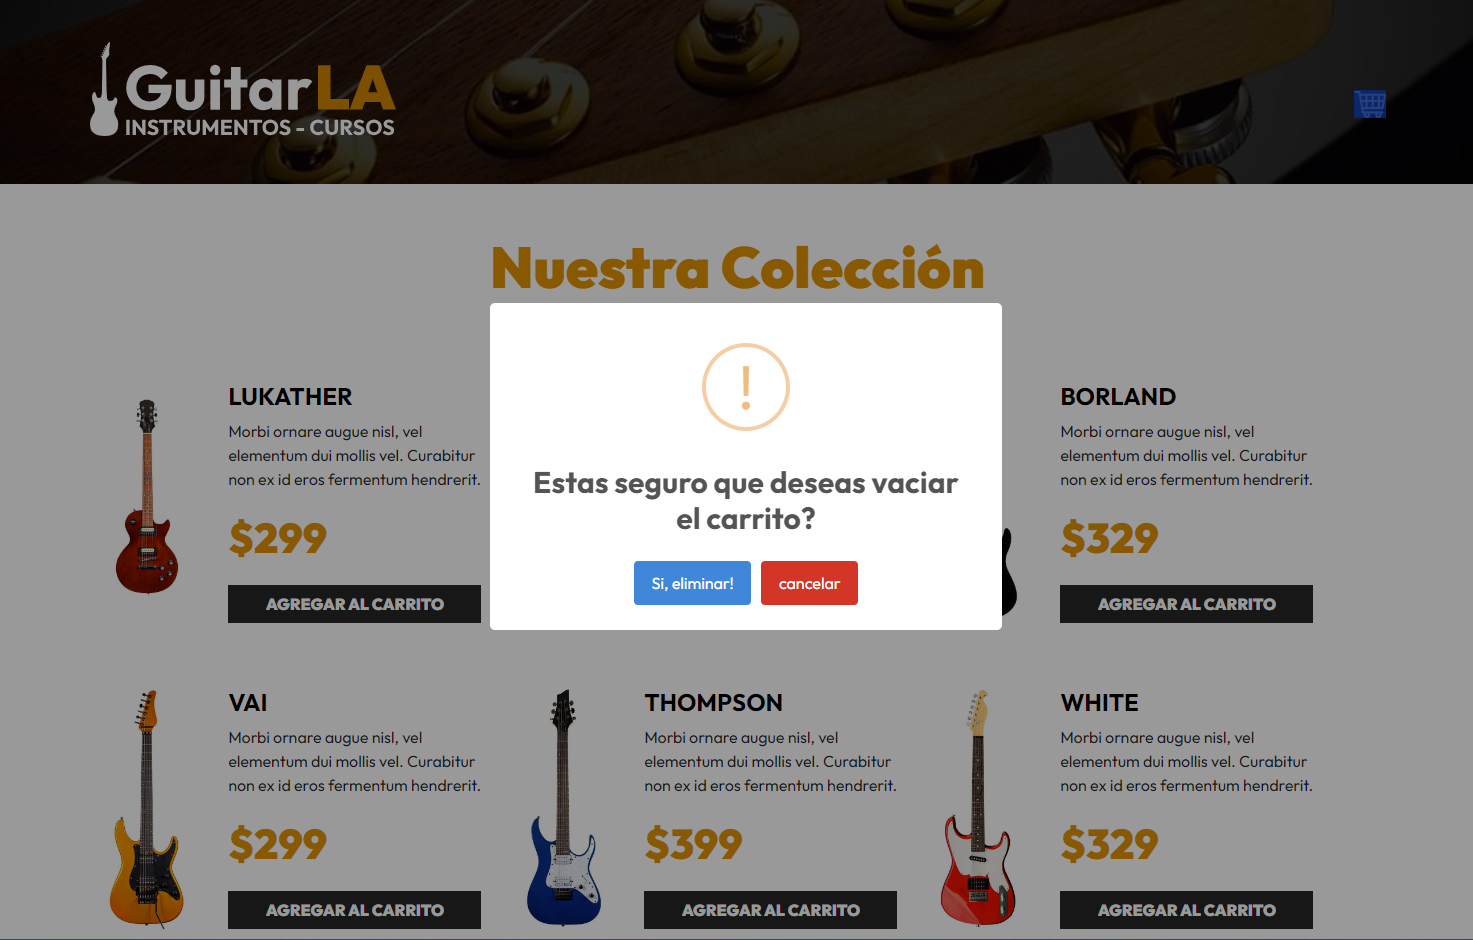 GuitarLA
INSTRUMENTOS - CURSOS
Nuestra Colección
!
Estas seguro que deseas vaciar
el carrito?
Si, eliminar!
cancelar
LUKATHER
Morbi ornare augue nisl, vel
elementum dui mollis vel. Curabitur
non ex id eros fermentum hendrerit.
$299
AGREGAR AL CARRITO
BORLAND
Morbi ornare augue nisl, vel
elementum dui mollis vel. Curabitur
non ex id eros fermentum hendrerit.
$329
AGREGAR AL CARRITO
VAI
Morbi ornare augue nisl, vel
elementum dui mollis vel. Curabitur
non ex id eros fermentum hendrerit.
$299
AGREGAR AL CARRITO
THOMPSON
Morbi ornare augue nisl, vel
elementum dui mollis vel. Curabitur
non ex id eros fermentum hendrerit.
$399
AGREGAR AL CARRITO
WHITE
Morbi ornare augue nisl, vel
elementum dui mollis vel. Curabitur
non ex id eros fermentum hendrerit.
$329
AGREGAR AL CARRITO